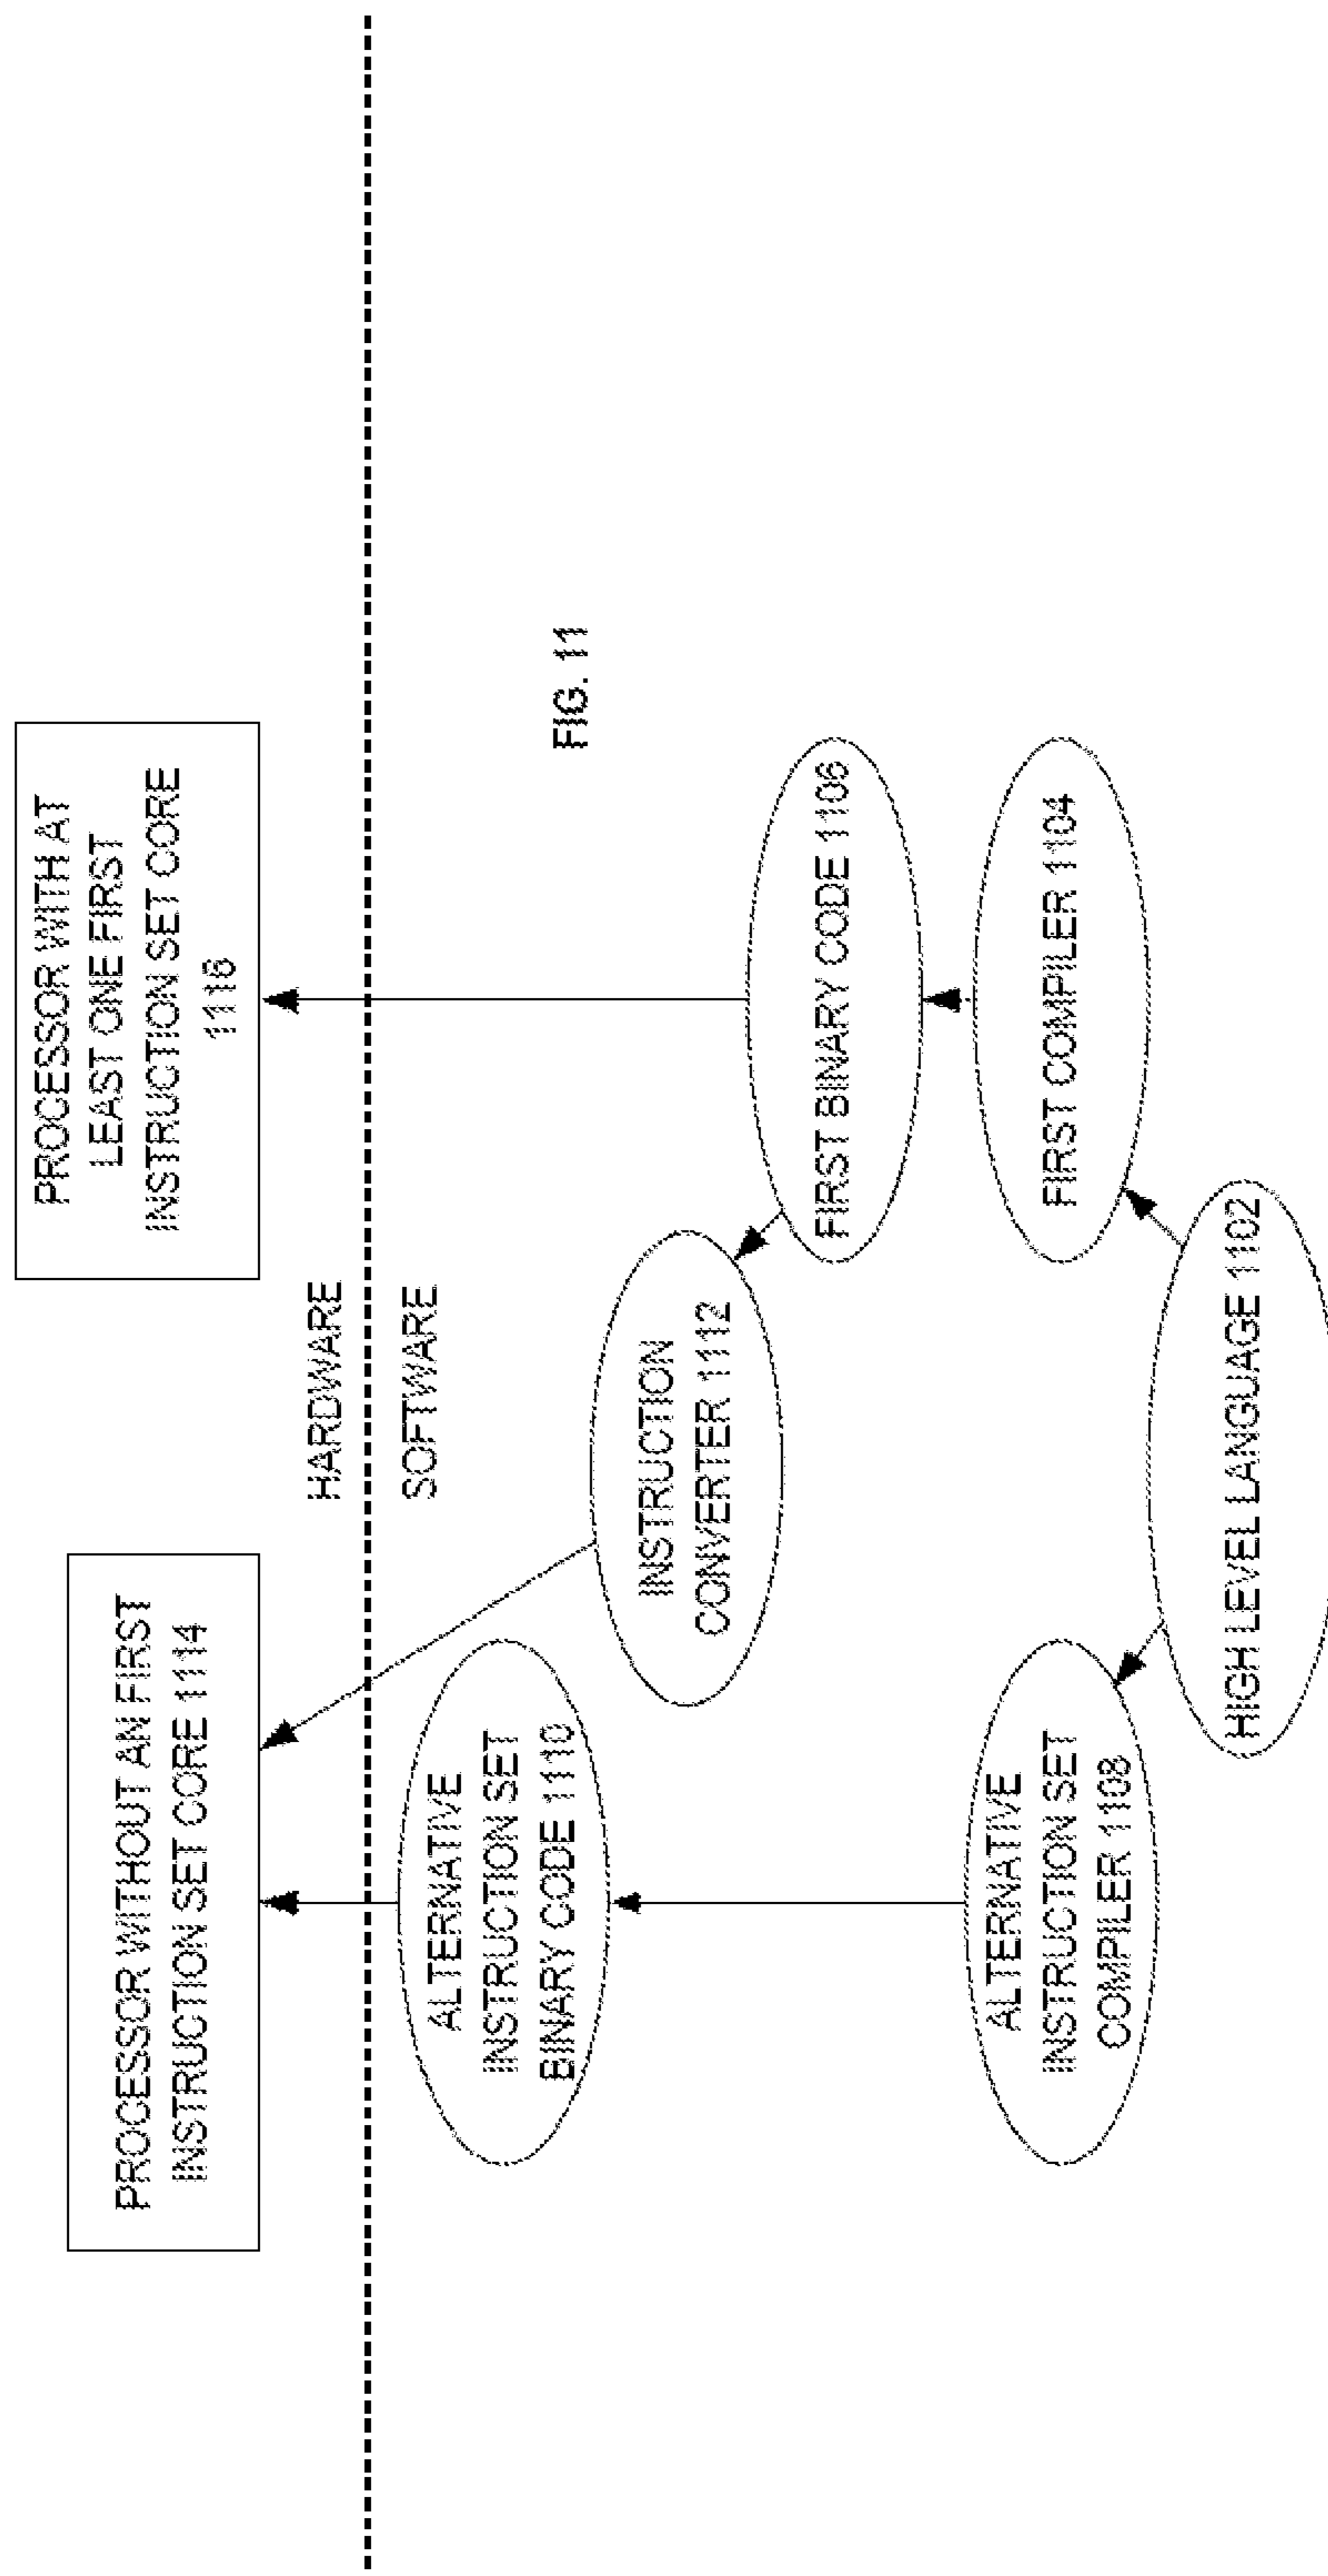 PROCESSOR WITHOUT AN FIRST
INSTRUCTION SET CORE 1114
PROCESSOR WITH AT
LEAST ONE FIRST
INSTRUCTION SET CORE
1116
HARDWARE
SOFTWARE
ALTERNATIVE
INSTRUCTION SET
BINARY CODE 1110
INSTRUCTION
CONVERTER 1112
FIG. 11
FIRST BINARY CODE 1106
ALTERNATIVE
INSTRUCTION SET
COMPILER 1108
FIRST COMPILER 1104
HIGH LEVEL LANGUAGE 1102